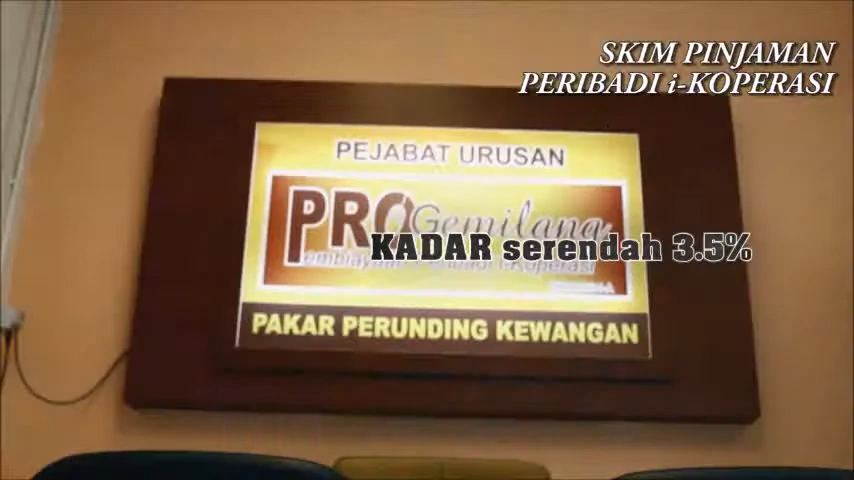 SKIM PINJAMAN
PERIBADI i-KOPERASI
PEJABAT URUSAN
PRO Gemilang
KADAR serendah 3.5%
i-Koperasi
PAKAR PERUNDING KEWANGAN